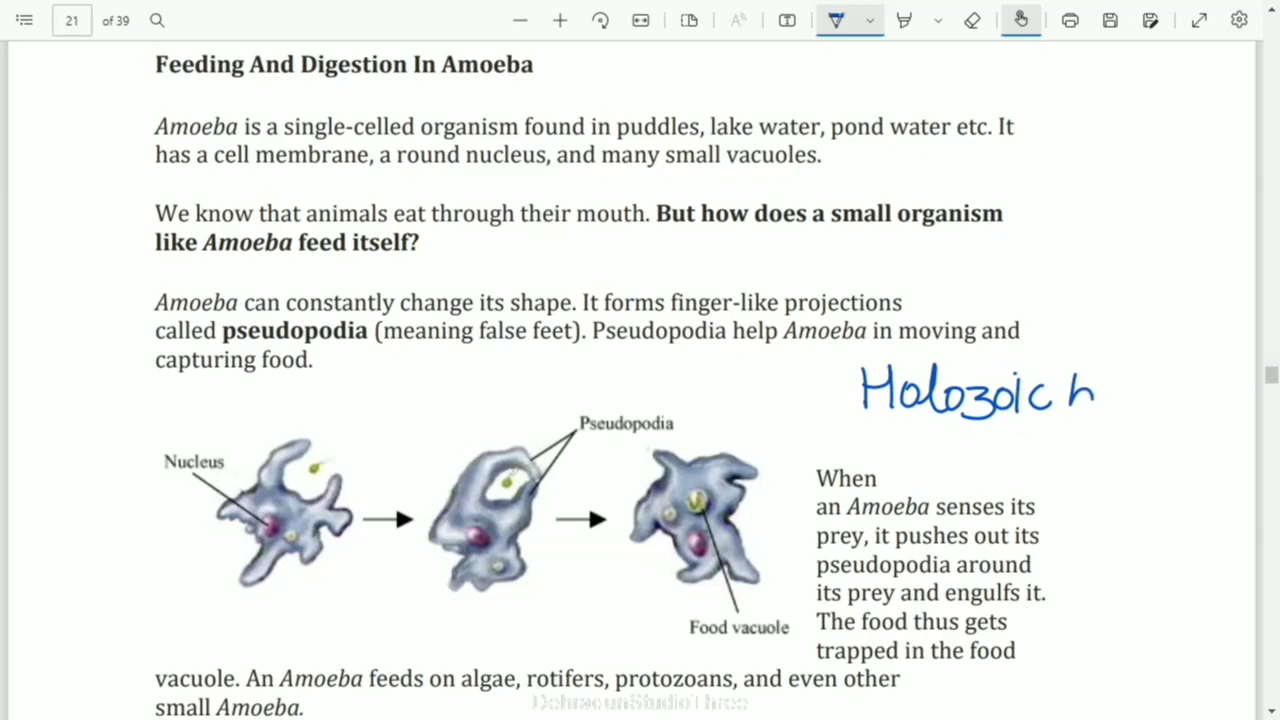 21 of 39
Feeding And Digestion In Amoeba
Amoeba is a single-celled organism found in puddles, lake water, pond water etc. It
has a cell membrane, a round nucleus, and many small vacuoles.
We know that animals eat through their mouth. But how does a small organism
like Amoeba feed itself?
Amoeba can constantly change its shape. It forms finger-like projections
called pseudopodia (meaning false feet). Pseudopodia help Amoeba in moving and
capturing food.
Holozoic
Pseudopodia
Nucleus
Food vacuole
When
an Amoeba senses its
prey, it pushes out its
pseudopodia around
its prey and engulfs it.
The food thus gets
trapped in the food
vacuole. An Amoeba feeds on algae, rotifers, protozoans, and even other
small Amoeba.